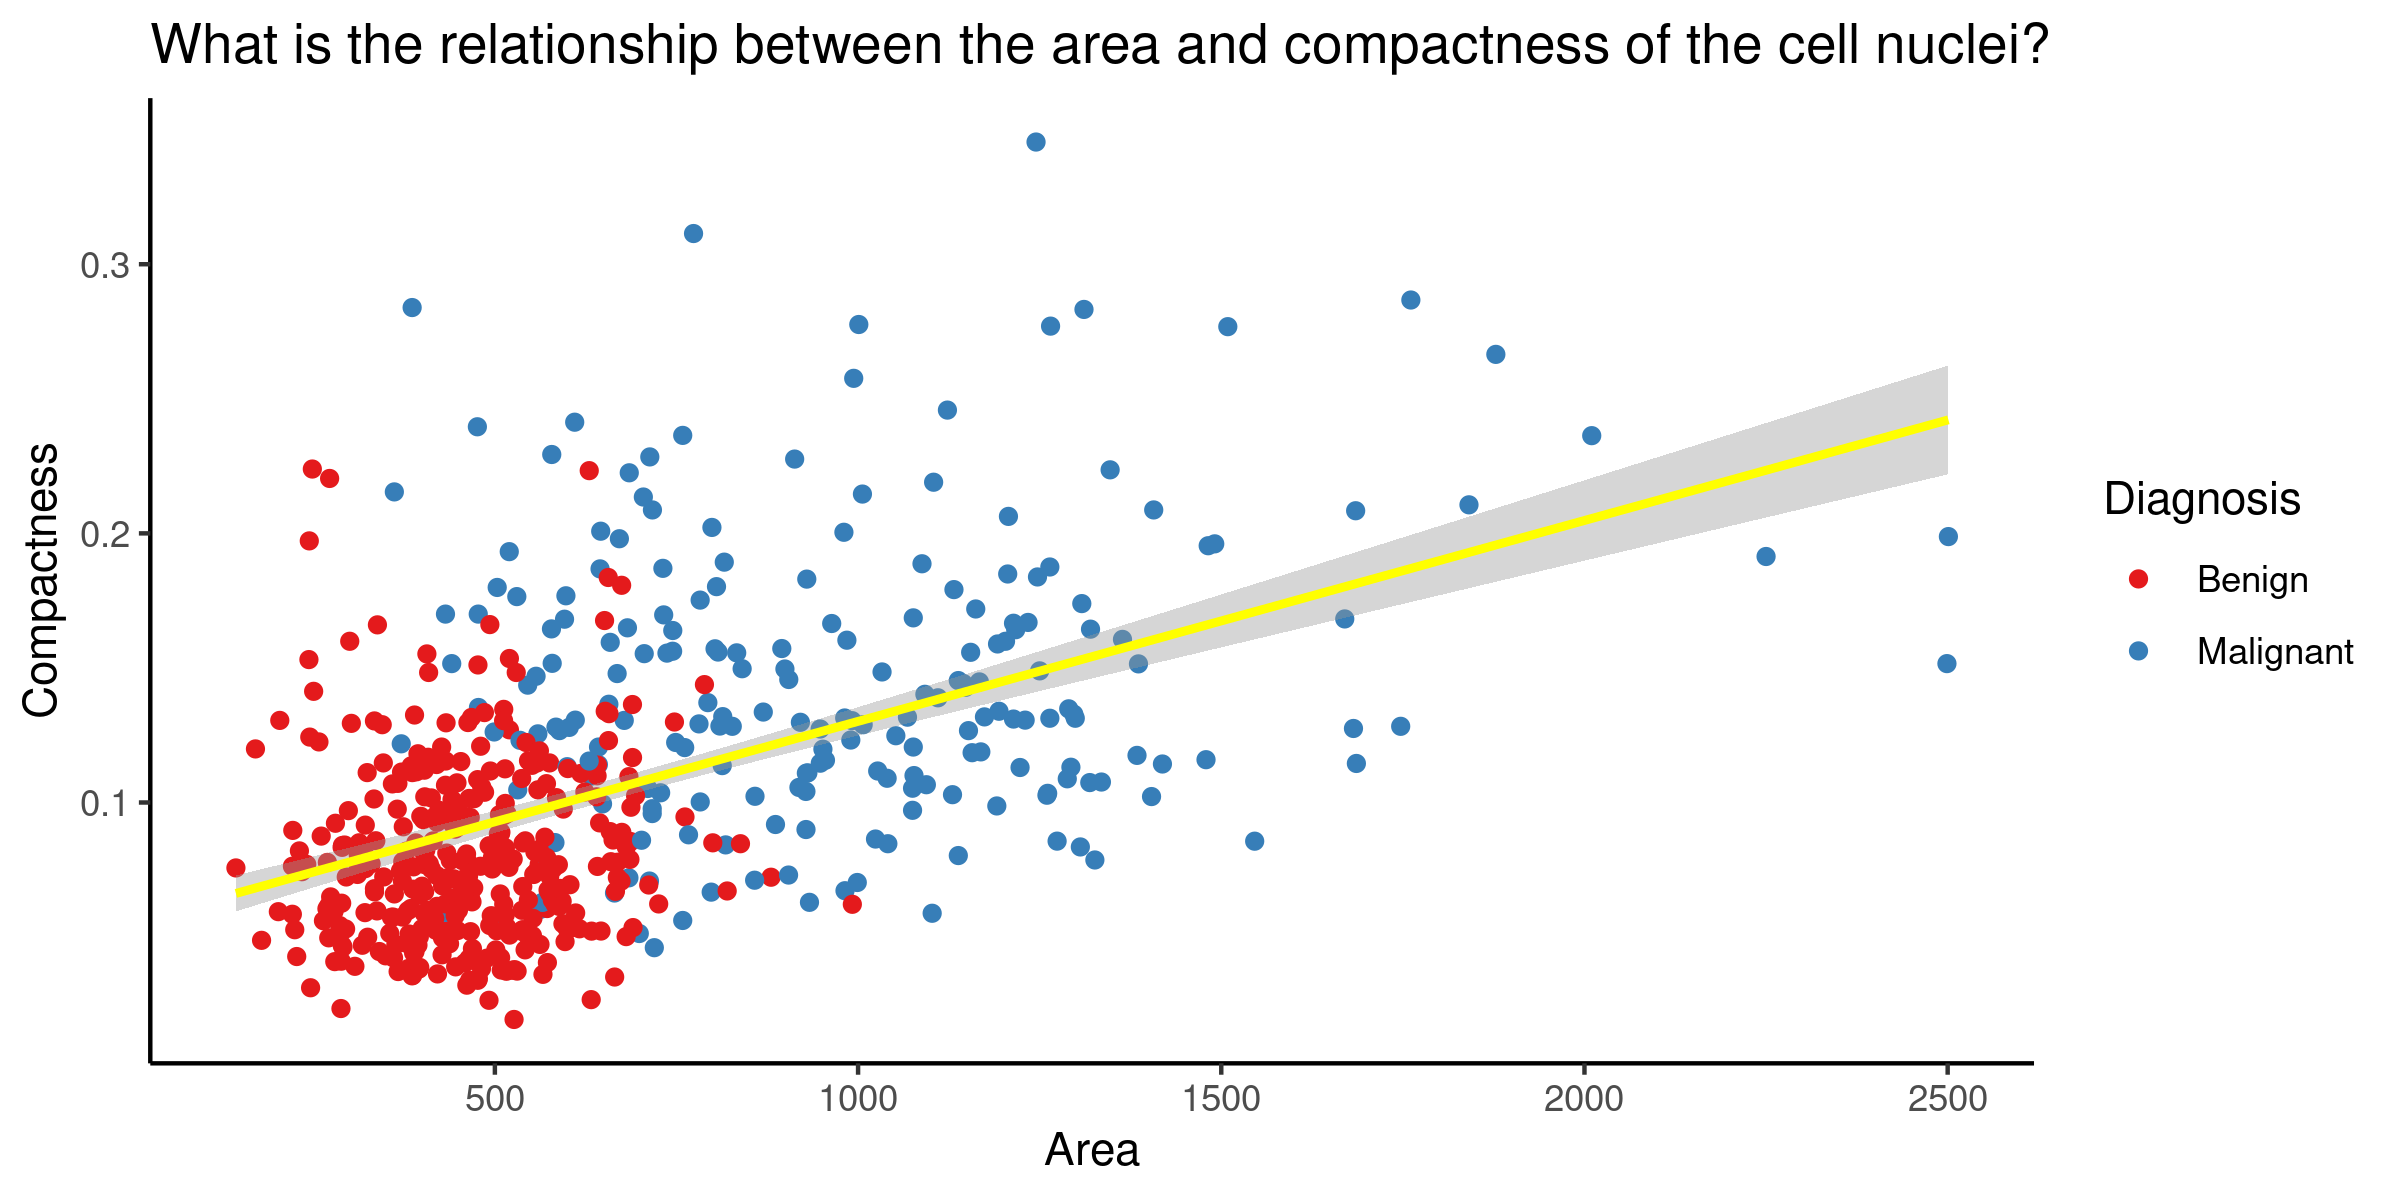 What is the relationship between the area and compactness of the cell nuclei?
Compactness
0.3
0.2
0.1
500 1000 1500 2000 2500
Area
Diagnosis
Benign
Malignant